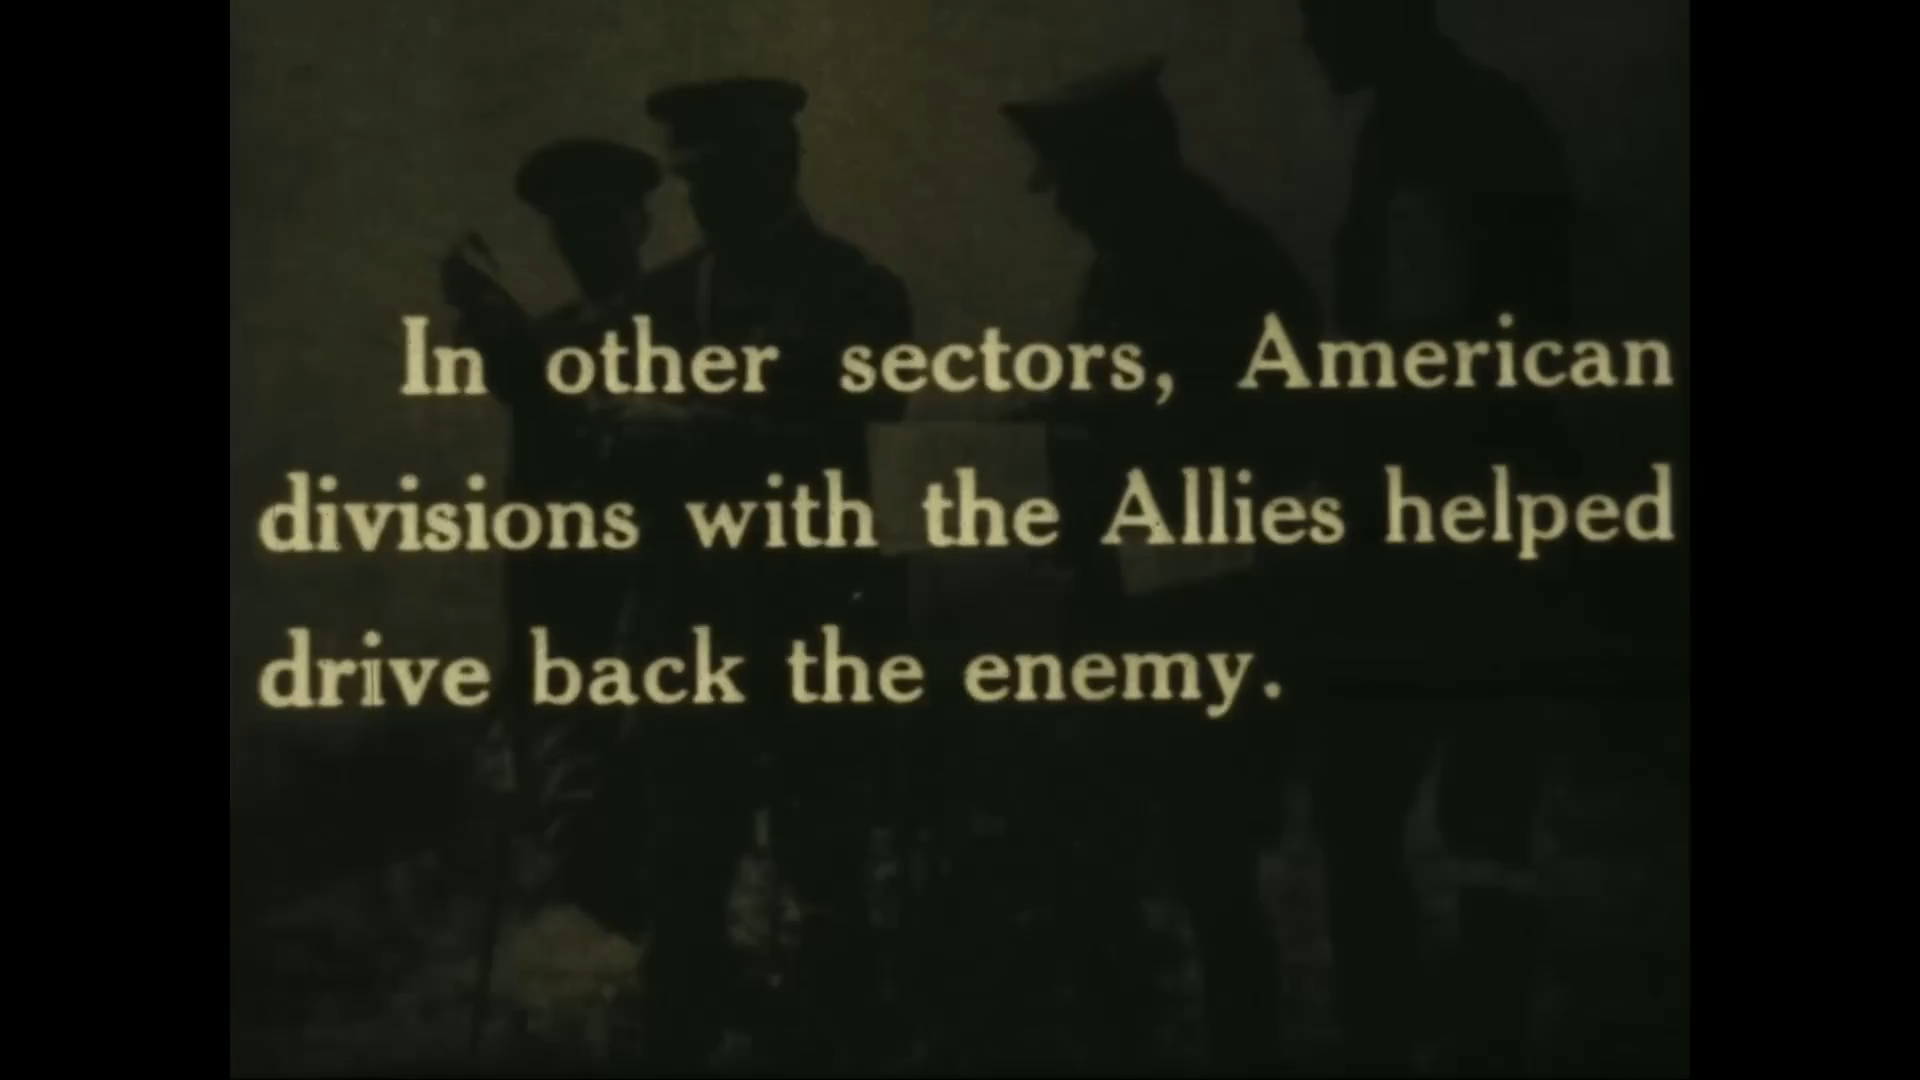 In other sectors, American
divisions with the Allies helped
drive back the enemy.